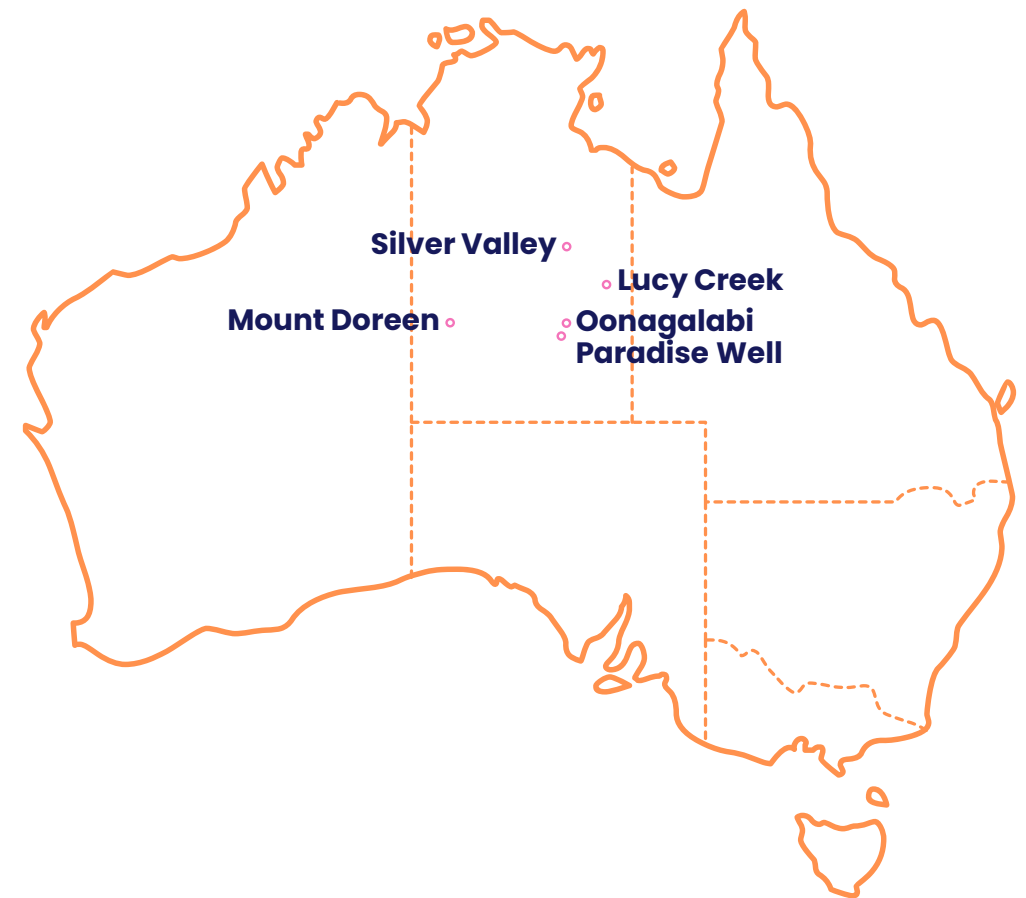 Silver Valley
Lucy Creek
Mount Doreen
Oonagalabi
Paradise Well